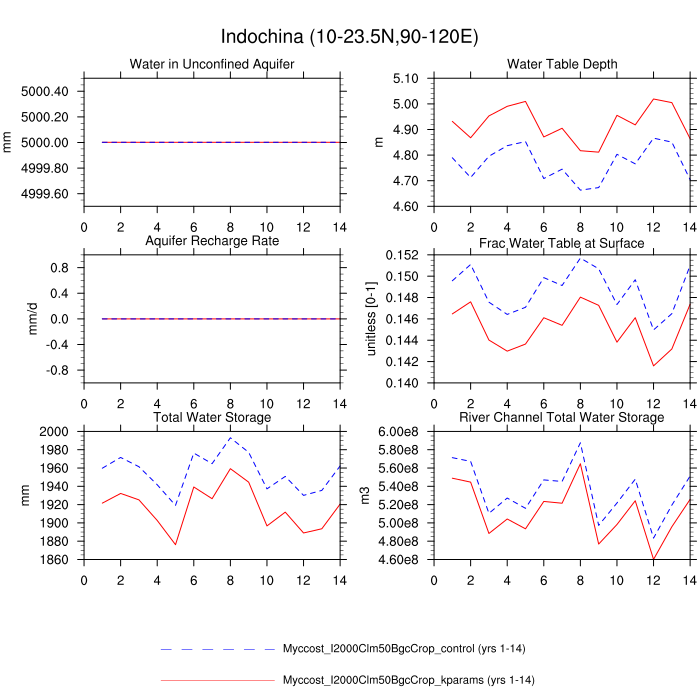 Indochina (10-23.5N,90-120E)
Water in Unconfined Aquifer
5000.40
5000.20
5000.00
4999.80
4999.60
mm
0 2 4 6 8 10 12 14
Water Table Depth
5.10
5.00
4.90
4.80
4.70
4.60
m
0 2 4 6 8 10 12 14
Aquifer Recharge Rate
0.8
0.4
0.0
-0.4
-0.8
mm/d
0 2 4 6 8 10 12 14
Frac Water Table at Surface
0.152
0.150
0.148
0.146
0.144
0.142
0.140
unitless [0-1]
0 2 4 6 8 10 12 14
Total Water Storage
2000
1980
1960
1940
1920
1900
1880
1860
mm
0 2 4 6 8 10 12 14
River Channel Total Water Storage
6.00e8
5.80e8
5.60e8
5.40e8
5.20e8
5.00e8
4.80e8
4.60e8
m3
0 2 4 6 8 10 12 14
Myccost_I2000Clm50BgcCrop_control (yrs 1-14)
Myccost_I2000Clm50BgcCrop_kparams (yrs 1-14)